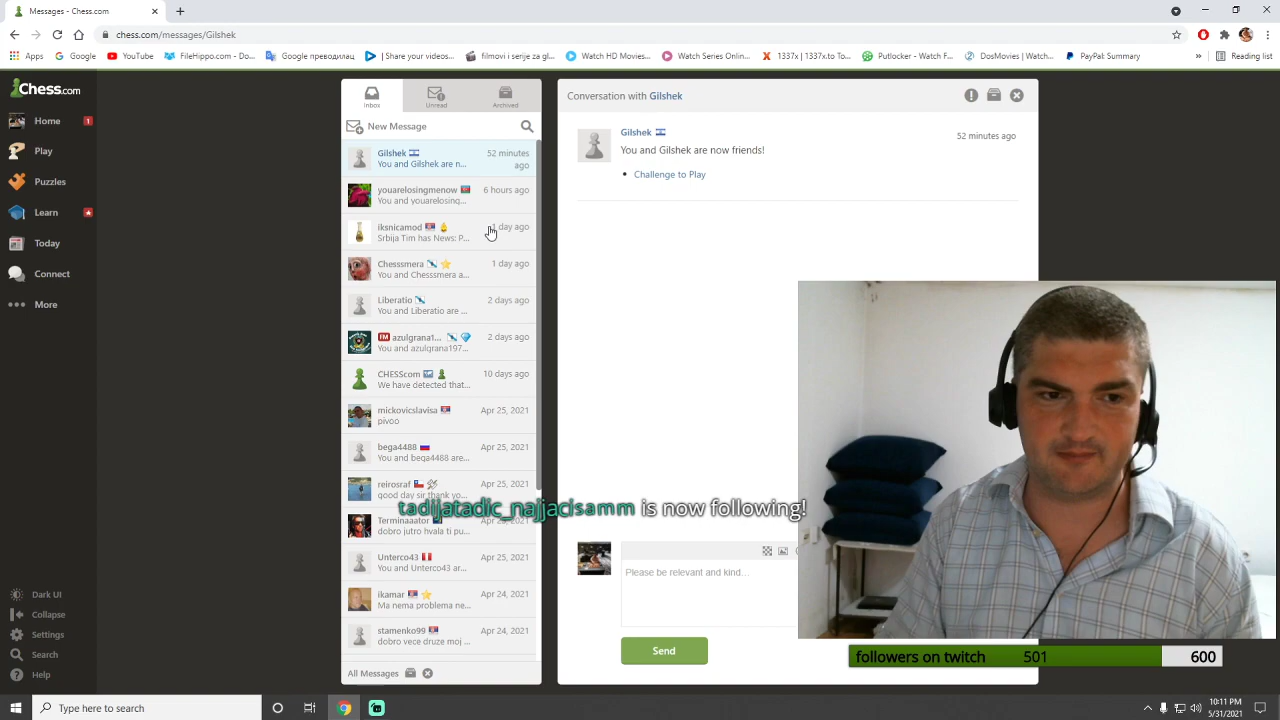 Messages - Chess.com
chess.com/messages/Gilshek
Apps
Google
YouTube
FileHippo.com - Do...
Google преводилац
Share your videos...
filmovi i serije za gl...
Watch HD Movies...
Watch Series Onlin...
1337x | 1337x.to To...
Putlocker - Watch F...
DosMovies | Watch...
PayPal: Summary
»
Reading list
Chess.com
Home
1
Play
Puzzles
Learn
Today
Connect
More
Dark UI
Collapse
Settings
Search
Help
Inbox
Unread
Archived
New Message
Gilshek
52 minutes ago
You and Gilshek are n...
youarelosingmenow
6 hours ago
You and youarelosing...
iksnicamod
1 day ago
Srbija Tim has News: P...
Chesssmera
1 day ago
You and Chesssmera a...
Liberatio
2 days ago
You and Liberatio are ...
FM azulgrana1...
2 days ago
You and azulgrana197...
CHESScom
10 days ago
We have detected that...
mickovicslavisa
Apr 25, 2021
pivoo
bega4488
Apr 25, 2021
You and bega4488 are...
reirosraf
Apr 25, 2021
good day sir thank yo...
Terminaaator
dobro jutro hvala ti pu...
Unterco43
Apr 25, 2021
You and Unterco43 ar...
ikamar
Apr 24, 2021
Ma nema problema ne...
stamenko99
Apr 24, 2021
dobro vece druze moj ...
All Messages
Conversation with Gilshek
Gilshek
52 minutes ago
You and Gilshek are now friends!
Challenge to Play
tadijatadic_najjacisamm is now following!
Please be relevant and kind...
Send
followers on twitch 501 600
Type here to search
10:11 PM
5/31/2021